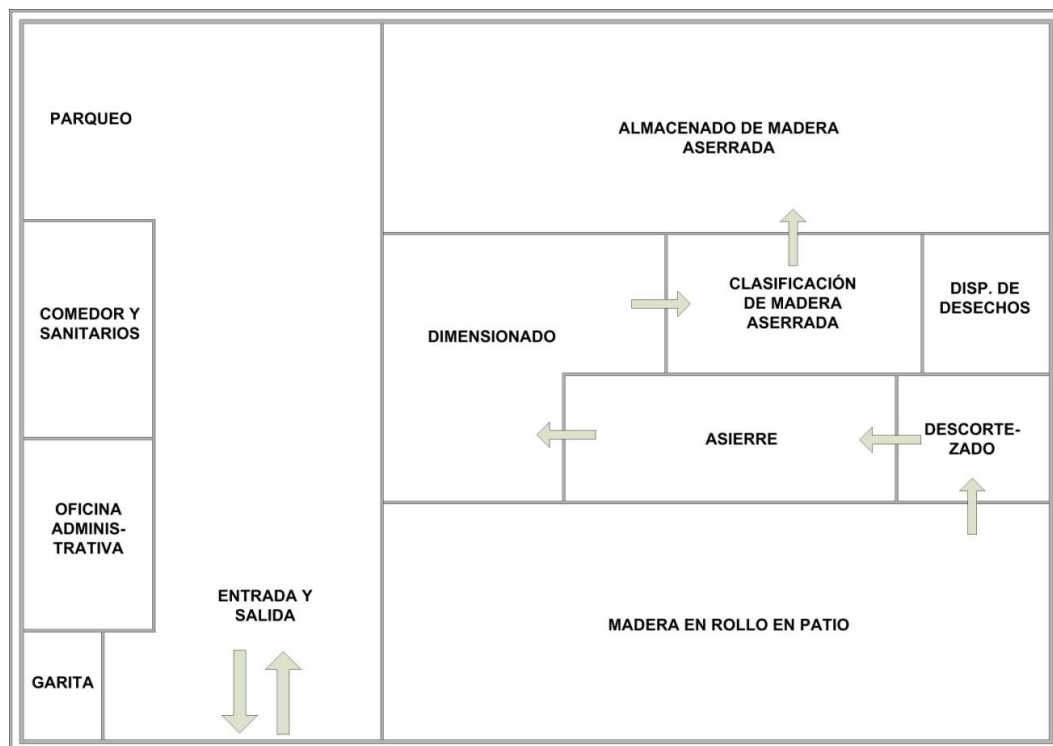 PARQUEO
ALMACENADO DE MADERA
ASERRADA
COMEDOR Y
SANITARIOS
DIMENSIONADO
CLASIFICACIÓN
DE MADERA
ASERRADA
DISP. DE
DESECHOS
ASIERRE
DESCORTE-
ZADO
OFICINA
ADMINIS-
TRATIVA
ENTRADA Y
SALIDA
MADERA EN ROLLO EN PATIO
GARITA